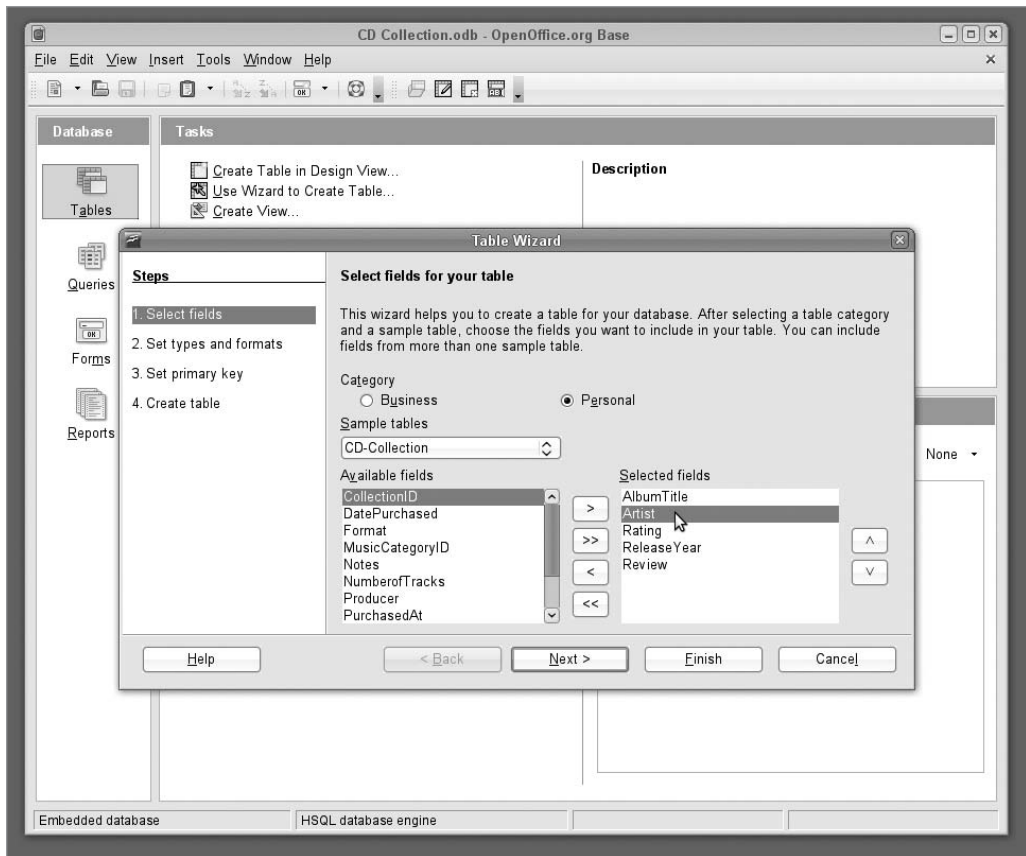 CD Collection.odb - OpenOffice.org Base
File Edit View Insert Tools Window Help
Database
Tasks
Tables
Queries
Forms
Reports
Create Table in Design View...
Use Wizard to Create Table...
Create View...
Description
None
Table Wizard
Steps
1. Select fields
2. Set types and formats
3. Set primary key
4. Create table
Select fields for your table
This wizard helps you to create a table for your database. After selecting a table category
and a sample table, choose the fields you want to include in your table. You can include
fields from more than one sample table.
Category
Business
Personal
Sample tables
CD-Collection
Available fields
CollectionID
DatePurchased
Format
MusicCategoryID
Notes
NumberofTracks
Producer
PurchasedAt
>
>>
<
<<
Selected fields
AlbumTitle
Artist
Rating
ReleaseYear
Review
Help
< Back
Next >
Finish
Cancel
Embedded database
HSQL database engine